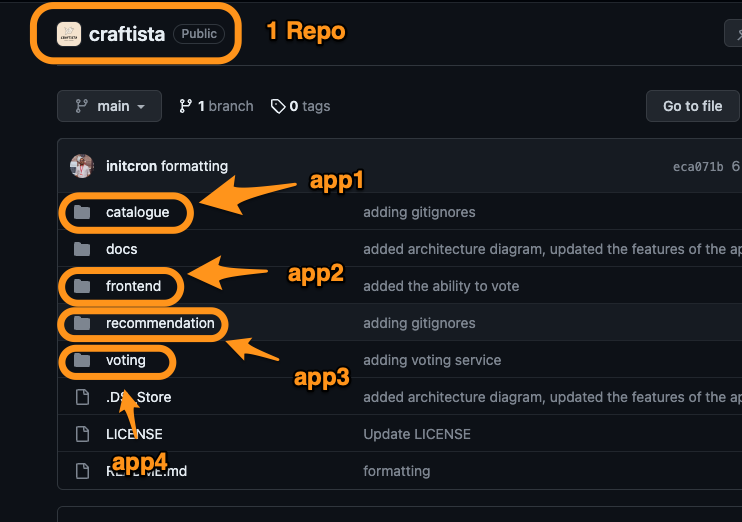 craftista Public 1 Repo
main 1 branch 0 tags Go to file
initcron formatting eca071b 6
app1
catalogue adding gitignores
docs added architecture diagram, updated the features of the ap
app2
frontend added the ability to vote
recommendation adding gitignores
voting adding voting service
app3
.DS_Store added architecture diagram, updated the features of the ap
LICENSE Update LICENSE
app4
README.md formatting